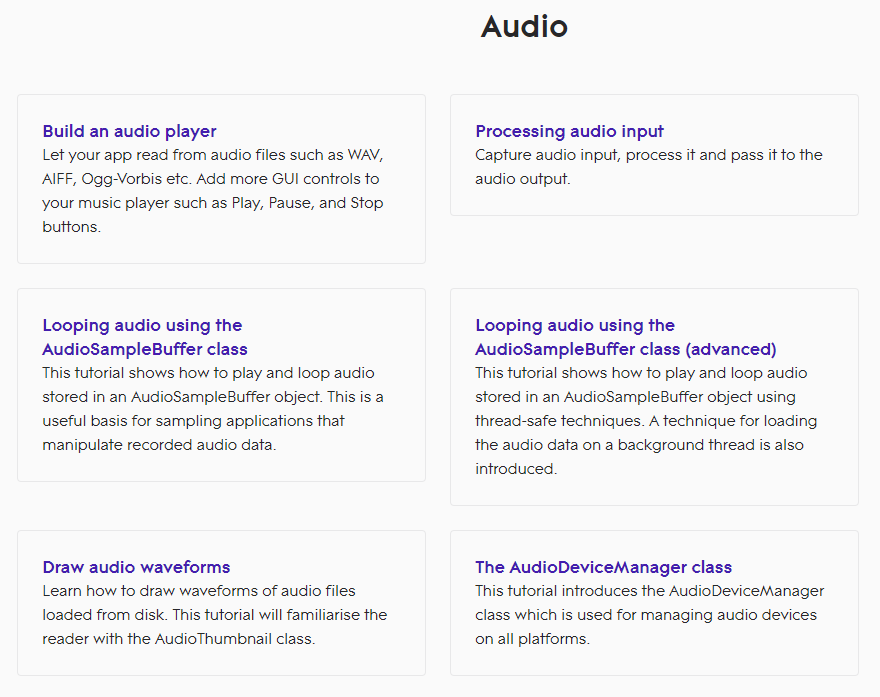 Audio
Build an audio player
Let your app read from audio files such as WAV,
AIFF, Ogg-Vorbis etc. Add more GUI controls to
your music player such as Play, Pause, and Stop
buttons.
Processing audio input
Capture audio input, process it and pass it to the
audio output.
Looping audio using the
AudioSampleBuffer class
This tutorial shows how to play and loop audio
stored in an AudioSampleBuffer object. This is a
useful basis for sampling applications that
manipulate recorded audio data.
Looping audio using the
AudioSampleBuffer class (advanced)
This tutorial shows how to play and loop audio
stored in an AudioSampleBuffer object using
thread-safe techniques. A technique for loading
the audio data on a background thread is also
introduced.
Draw audio waveforms
Learn how to draw waveforms of audio files
loaded from disk. This tutorial will familiarise the
reader with the AudioThumbnail class.
The AudioDeviceManager class
This tutorial introduces the AudioDeviceManager
class which is used for managing audio devices
on all platforms.